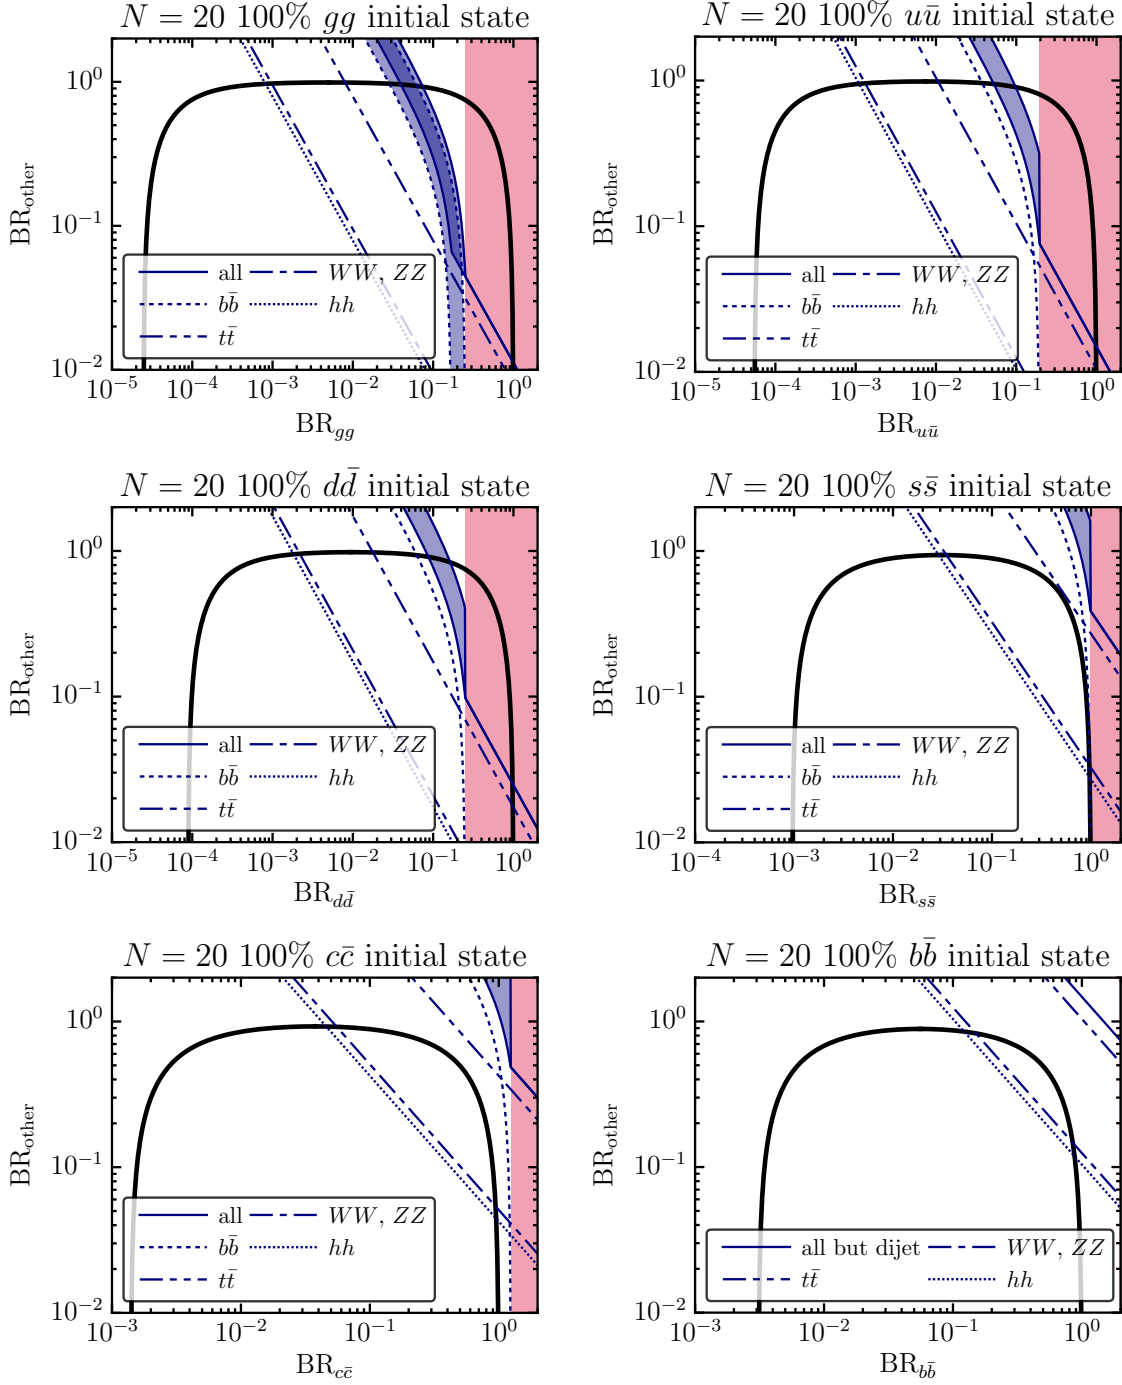 N = 20 100% gg initial state
BR_other
10^0
10^-1
10^-2
all
WW, ZZ
bb̄
hh
tt̄
10^-5 10^-4 10^-3 10^-2 10^-1 10^0
BR_gg
N = 20 100% uū initial state
BR_other
10^0
10^-1
10^-2
all
WW, ZZ
bb̄
hh
tt̄
10^-5 10^-4 10^-3 10^-2 10^-1 10^0
BR_uū
N = 20 100% dd̄ initial state
BR_other
10^0
10^-1
10^-2
all
WW, ZZ
bb̄
hh
tt̄
10^-5 10^-4 10^-3 10^-2 10^-1 10^0
BR_dd̄
N = 20 100% ss̄ initial state
BR_other
10^0
10^-1
10^-2
all
WW, ZZ
bb̄
hh
tt̄
10^-4 10^-3 10^-2 10^-1 10^0
BR_ss̄
N = 20 100% cc̄ initial state
BR_other
10^0
10^-1
10^-2
all
WW, ZZ
bb̄
hh
tt̄
10^-3 10^-2 10^-1 10^0
BR_cc̄
N = 20 100% bb̄ initial state
BR_other
10^0
10^-1
10^-2
all but dijet
WW, ZZ
tt̄
hh
10^-3 10^-2 10^-1 10^0
BR_bb̄